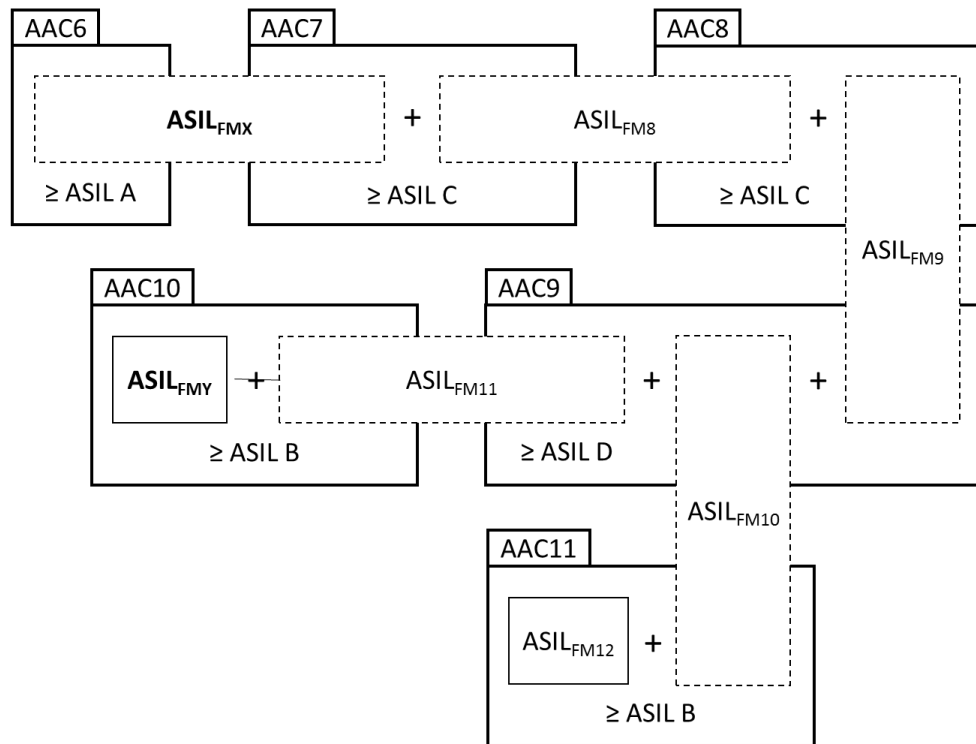 AAC6 AAC7 AAC8
ASIL_FMX + ASIL_FM8 +
≥ ASIL A ≥ ASIL C ≥ ASIL C
ASIL_FM9
AAC10 AAC9
ASIL_FMY + ASIL_FM11 + +
≥ ASIL B ≥ ASIL D
ASIL_FM10
AAC11
ASIL_FM12 +
≥ ASIL B